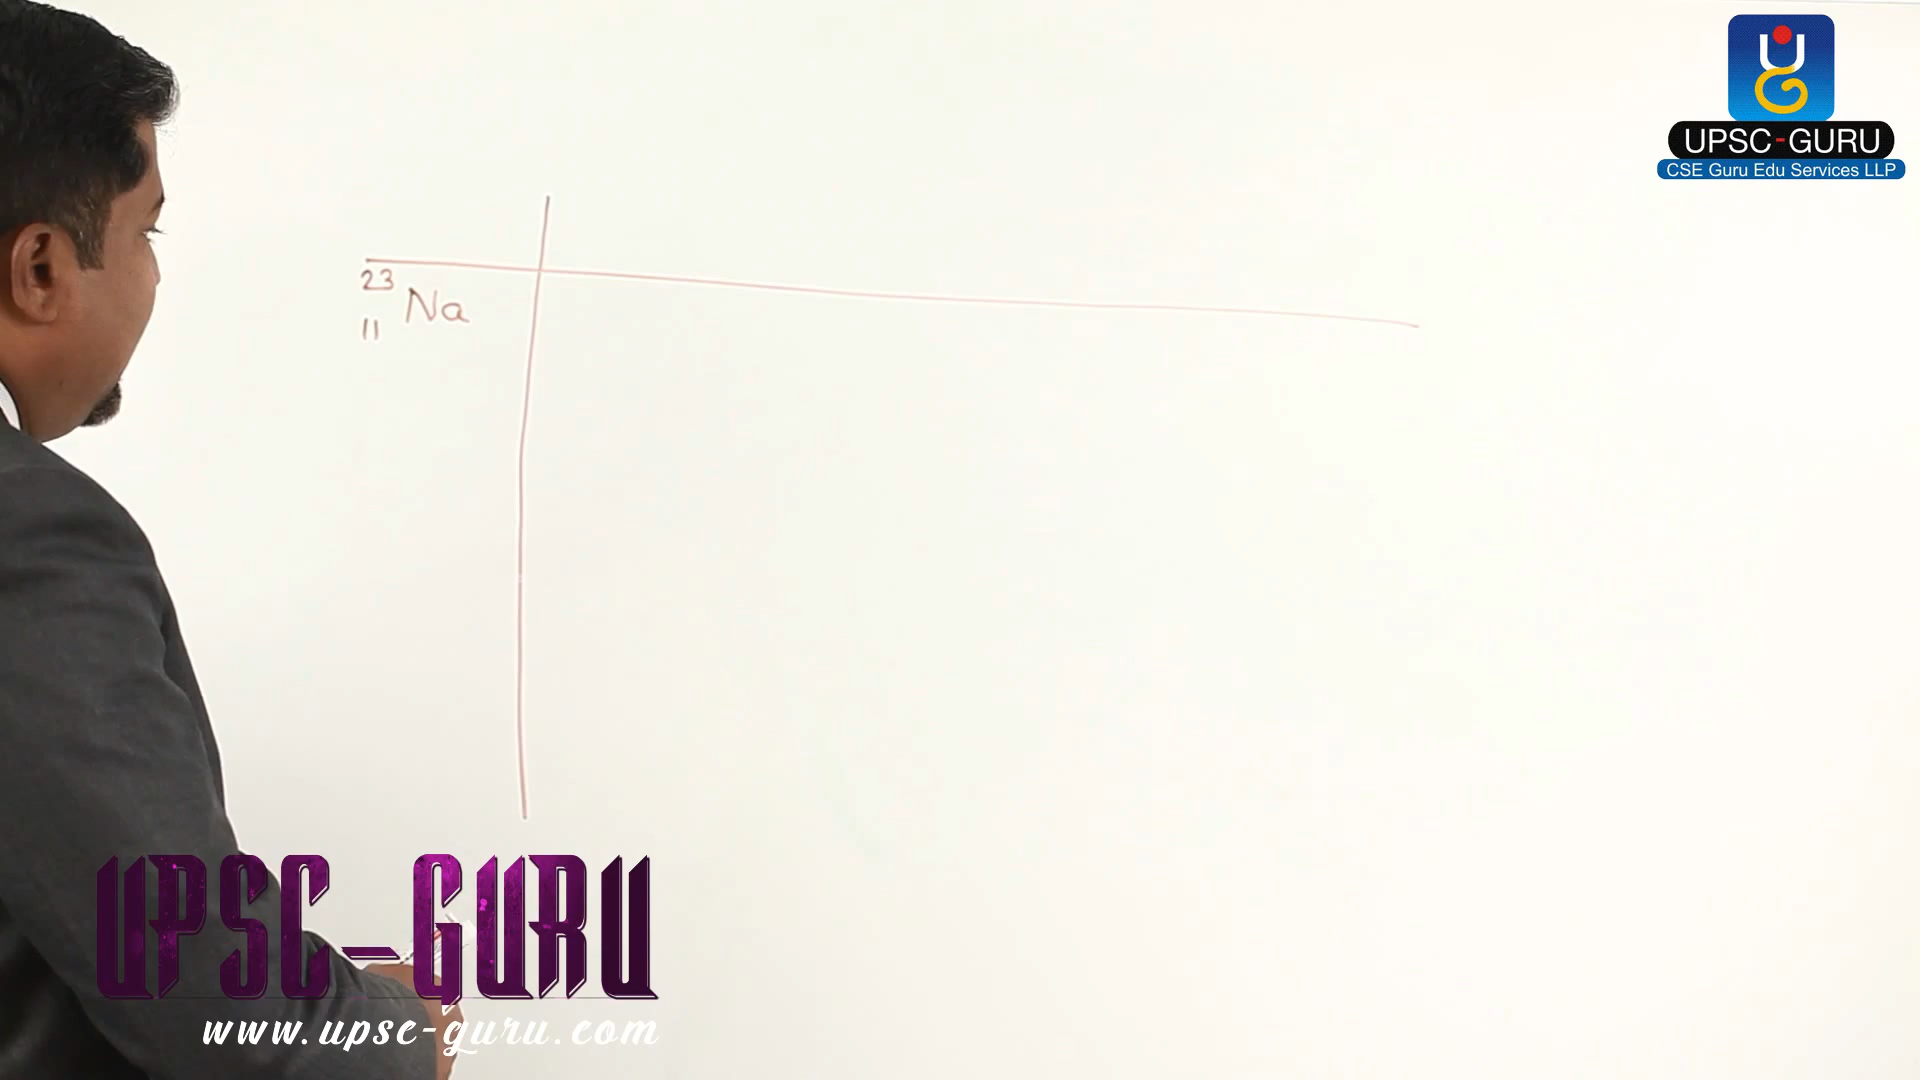 UPSC-GURU
CSE Guru Edu Services LLP
23
Na
11
UPSC-GURU
www.upsc-guru.com